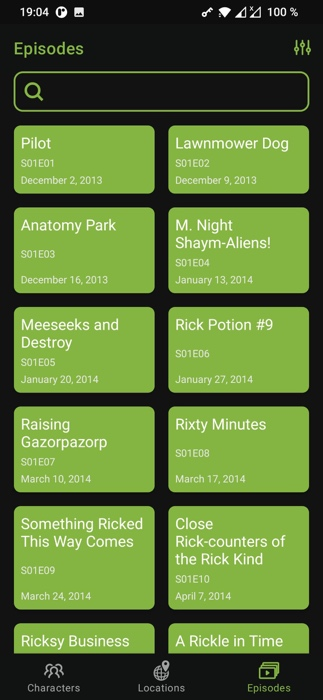 19:04
100 %
Episodes
Pilot
S01E01
December 2, 2013
Lawnmower Dog
S01E02
December 9, 2013
Anatomy Park
S01E03
December 16, 2013
M. Night
Shaym-Aliens!
S01E04
January 13, 2014
Meeseeks and
Destroy
S01E05
January 20, 2014
Rick Potion #9
S01E06
January 27, 2014
Raising
Gazorpazorp
S01E07
March 10, 2014
Rixty Minutes
S01E08
March 17, 2014
Something Ricked
This Way Comes
S01E09
March 24, 2014
Close
Rick-counters of
the Rick Kind
S01E10
April 7, 2014
Ricksy Business
A Rickle in Time
Characters
Locations
Episodes